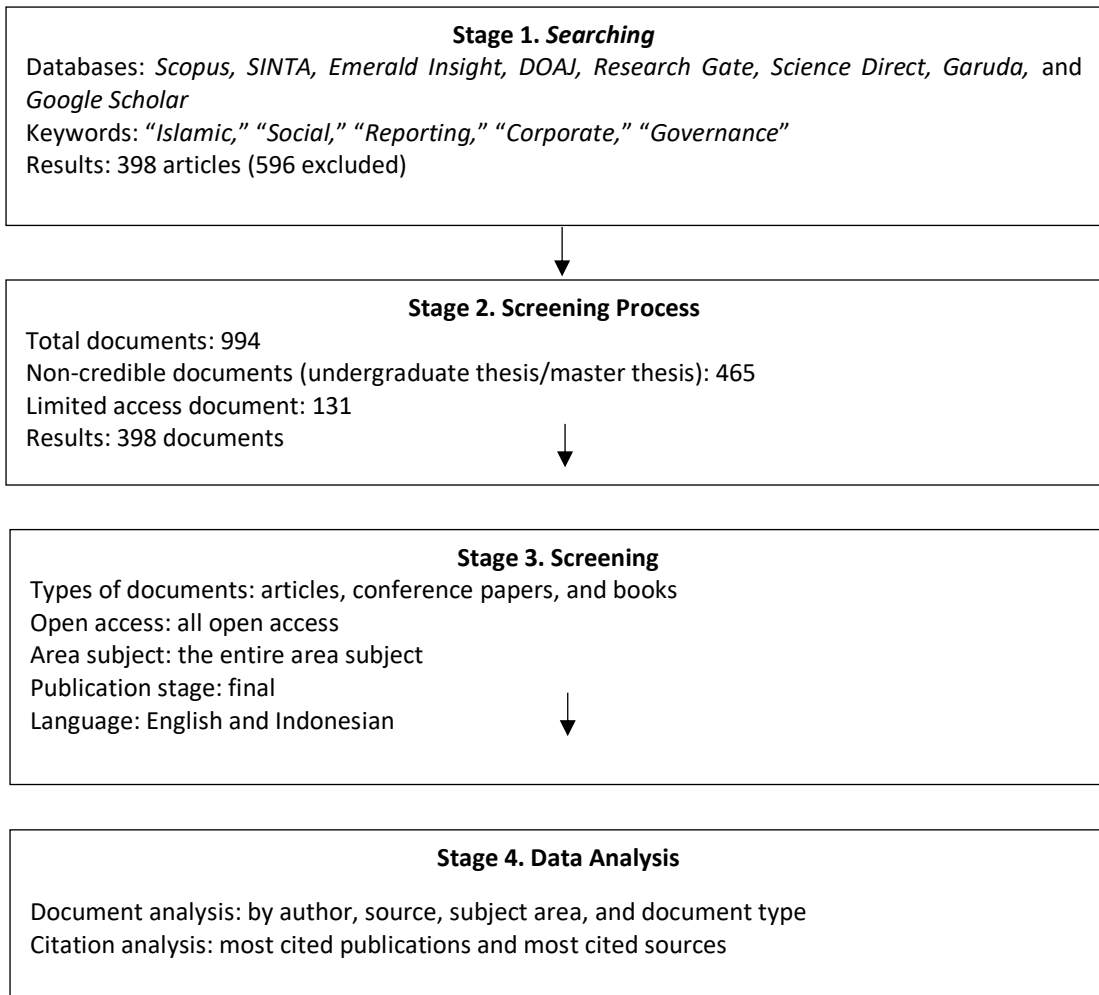 Stage 1. Searching
Databases: Scopus, SINTA, Emerald Insight, DOAJ, Research Gate, Science Direct, Garuda, and
Google Scholar
Keywords: “Islamic,” “Social,” “Reporting,” “Corporate,” “Governance”
Results: 398 articles (596 excluded)
Stage 2. Screening Process
Total documents: 994
Non-credible documents (undergraduate thesis/master thesis): 465
Limited access document: 131
Results: 398 documents
Stage 3. Screening
Types of documents: articles, conference papers, and books
Open access: all open access
Area subject: the entire area subject
Publication stage: final
Language: English and Indonesian
Stage 4. Data Analysis
Document analysis: by author, source, subject area, and document type
Citation analysis: most cited publications and most cited sources